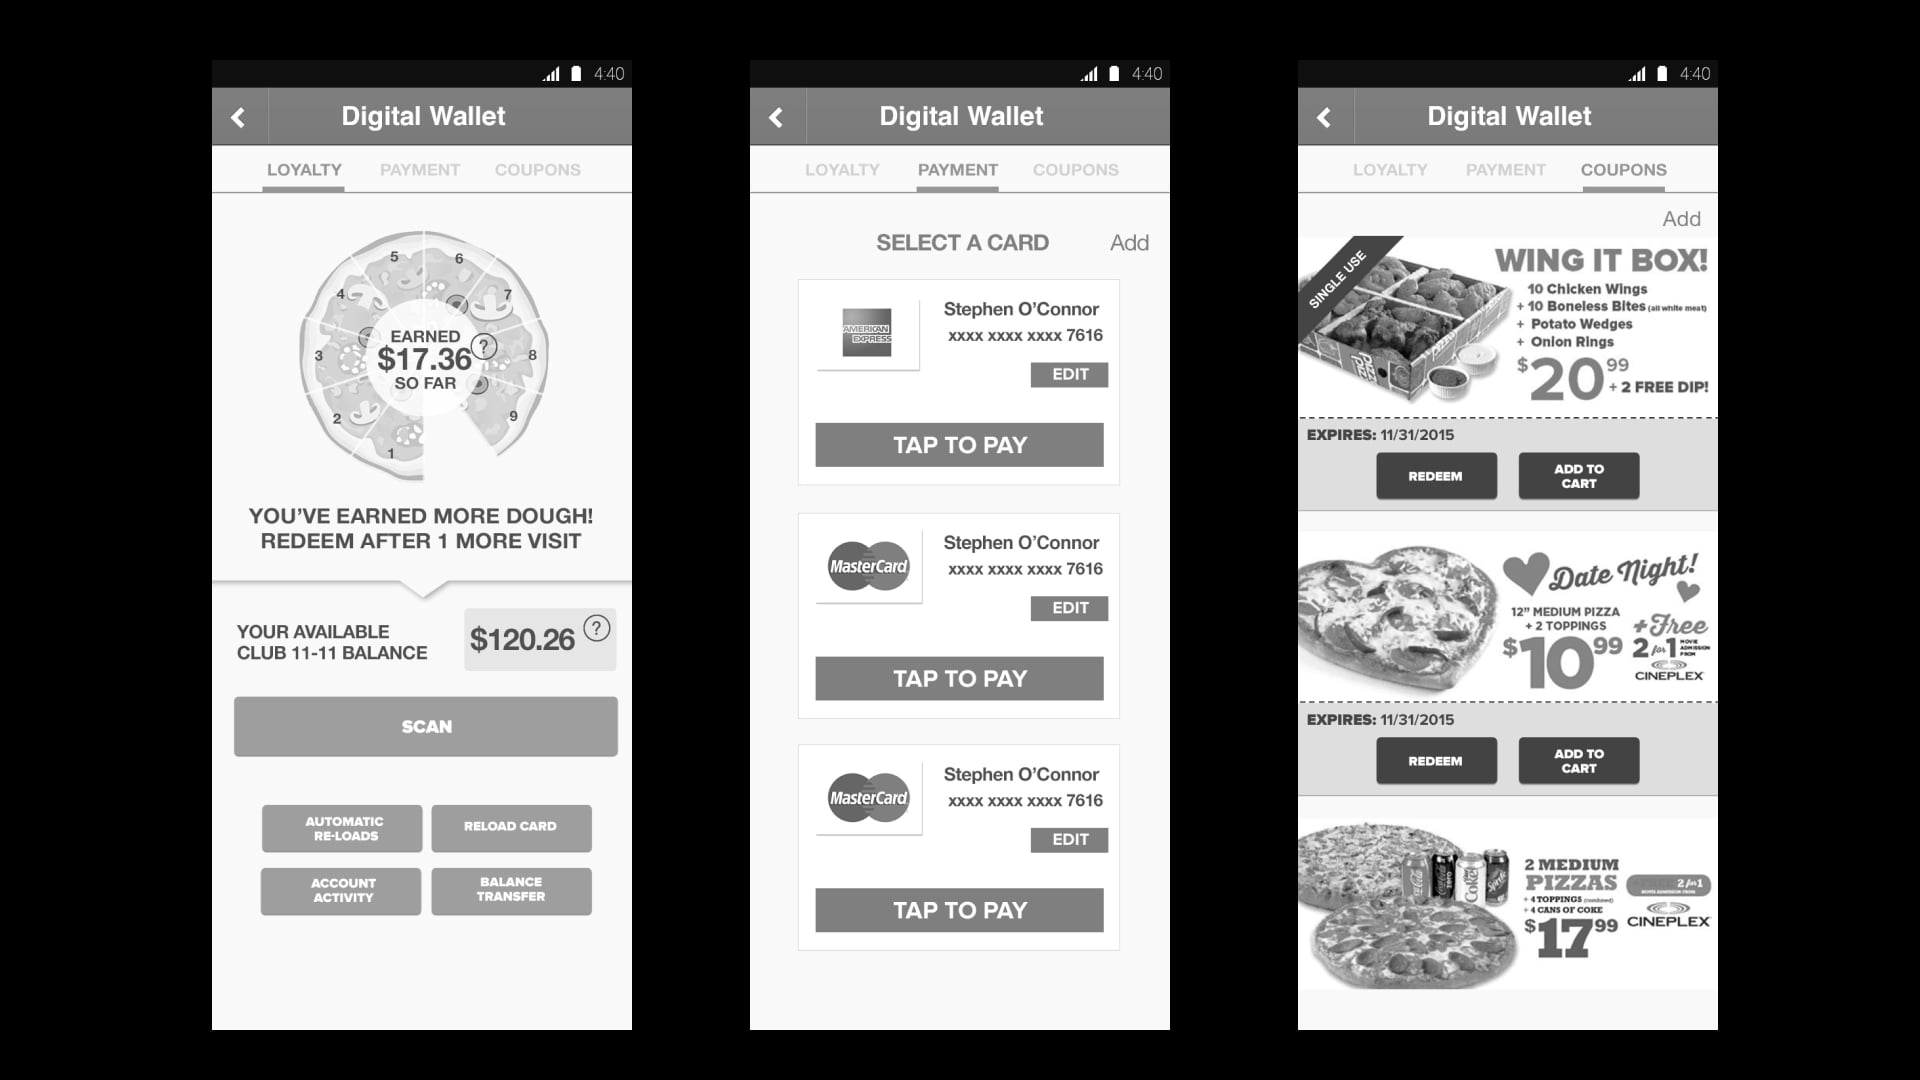 4:40
Digital Wallet
LOYALTY PAYMENT COUPONS
5 6
4 7
EARNED
3 $17.36 ? 8
SO FAR
2 9
1
YOU’VE EARNED MORE DOUGH!
REDEEM AFTER 1 MORE VISIT
YOUR AVAILABLE
CLUB 11-11 BALANCE
$120.26 ?
SCAN
AUTOMATIC
RE-LOADS
RELOAD CARD
ACCOUNT
ACTIVITY
BALANCE
TRANSFER
4:40
Digital Wallet
LOYALTY PAYMENT COUPONS
SELECT A CARD Add
AMERICAN
EXPRESS
Stephen O’Connor
xxxx xxxx xxxx 7616
EDIT
TAP TO PAY
MasterCard
Stephen O’Connor
xxxx xxxx xxxx 7616
EDIT
TAP TO PAY
MasterCard
Stephen O’Connor
xxxx xxxx xxxx 7616
EDIT
TAP TO PAY
4:40
Digital Wallet
LOYALTY PAYMENT COUPONS
Add
SINGLE USE
WING IT BOX!
10 Chicken Wings
+ 10 Boneless Bites (all white meat)
+ Potato Wedges
+ Onion Rings
$20.99
+ 2 FREE DIP!
PIZZA PIZZA
EXPIRES: 11/31/2015
REDEEM
ADD TO
CART
Date Night!
12” MEDIUM PIZZA
+ 2 TOPPINGS
$10.99
+Free
2 for 1 MOVIE
ADMISSION
FROM
CINEPLEX
EXPIRES: 11/31/2015
REDEEM
ADD TO
CART
2 MEDIUM
PIZZAS
+ 4 TOPPINGS (combined)
+ 4 CANS OF COKE
$17.99
2 for 1
CINEPLEX
Coca-Cola
Coke
Sprite